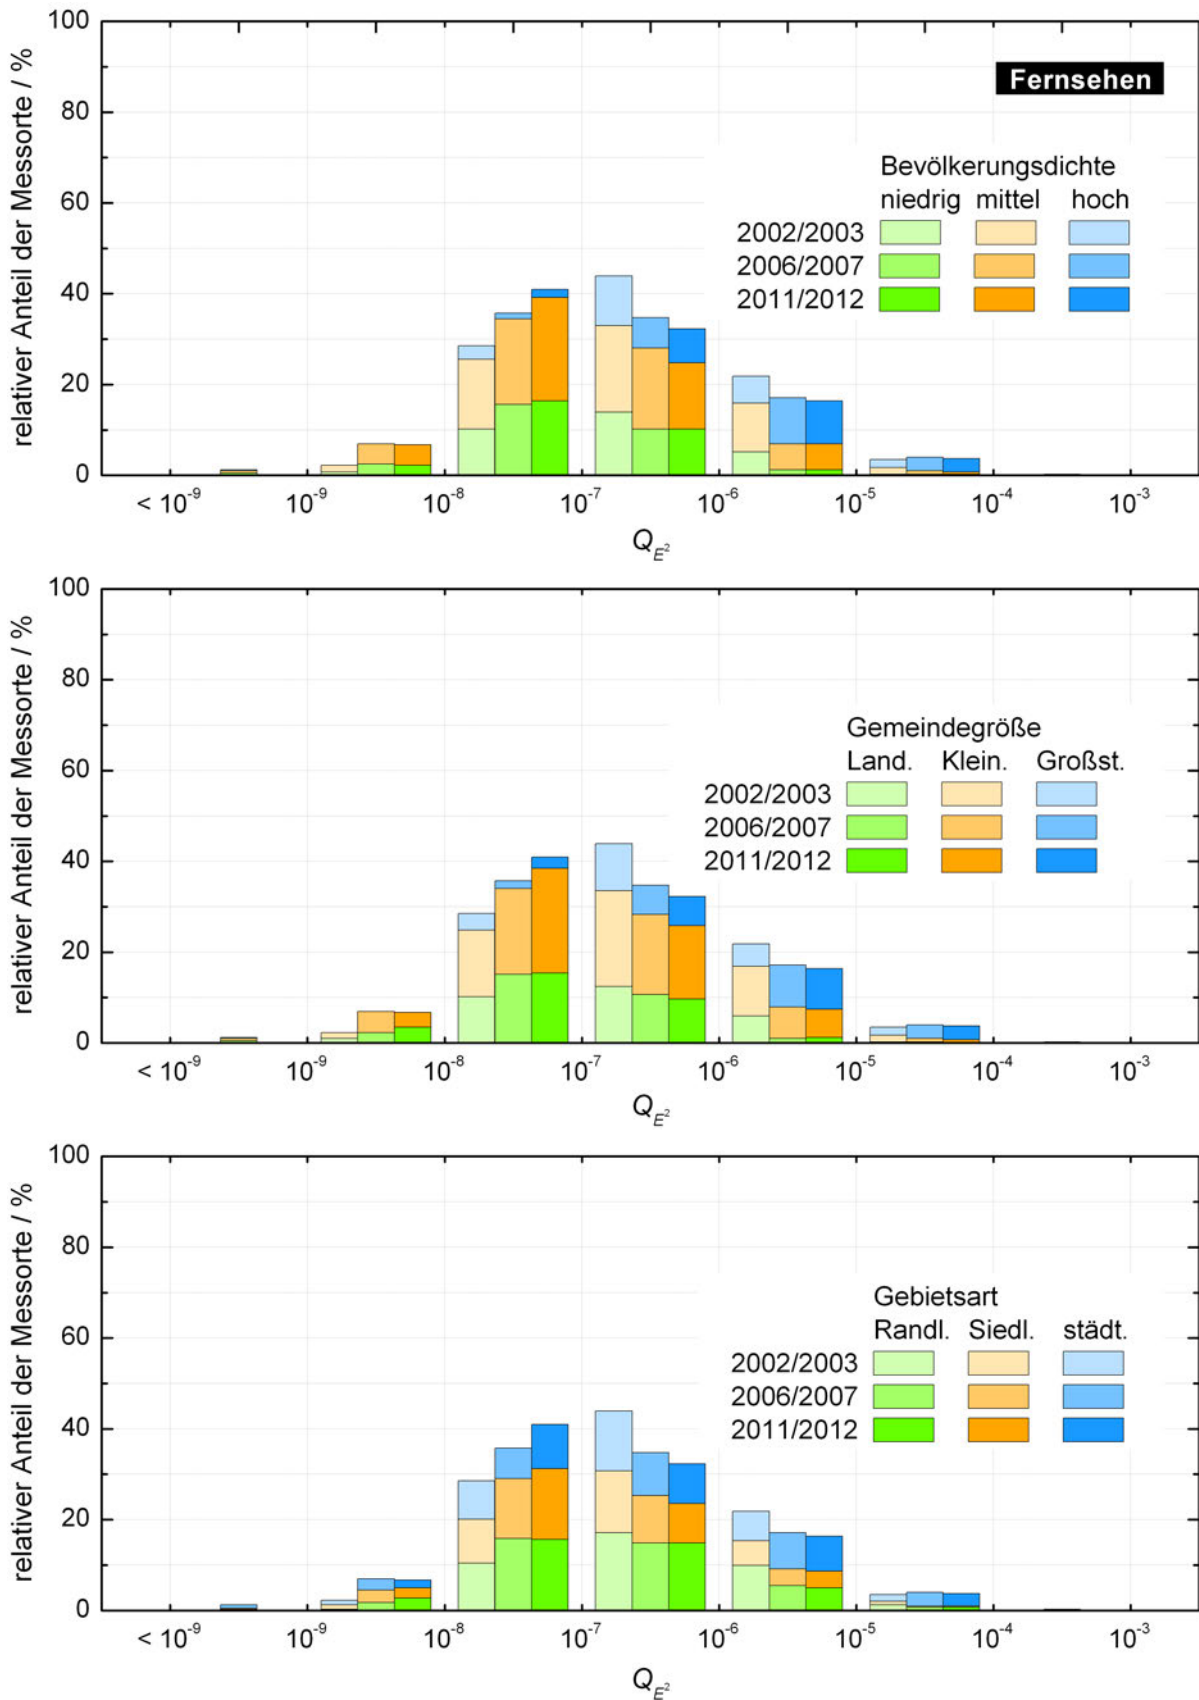 relativer Anteil der Messorte / %
100
80
60
40
20
0
Fernsehen
Bevölkerungsdichte
niedrig mittel hoch
2002/2003
2006/2007
2011/2012
< 10⁻⁹ 10⁻⁹ 10⁻⁸ 10⁻⁷ 10⁻⁶ 10⁻⁵ 10⁻⁴ 10⁻³
Q_E²
relativer Anteil der Messorte / %
100
80
60
40
20
0
Gemeindegröße
Land. Klein. Großst.
2002/2003
2006/2007
2011/2012
< 10⁻⁹ 10⁻⁹ 10⁻⁸ 10⁻⁷ 10⁻⁶ 10⁻⁵ 10⁻⁴ 10⁻³
Q_E²
relativer Anteil der Messorte / %
100
80
60
40
20
0
Gebietsart
Randl. Siedl. städt.
2002/2003
2006/2007
2011/2012
< 10⁻⁹ 10⁻⁹ 10⁻⁸ 10⁻⁷ 10⁻⁶ 10⁻⁵ 10⁻⁴ 10⁻³
Q_E²